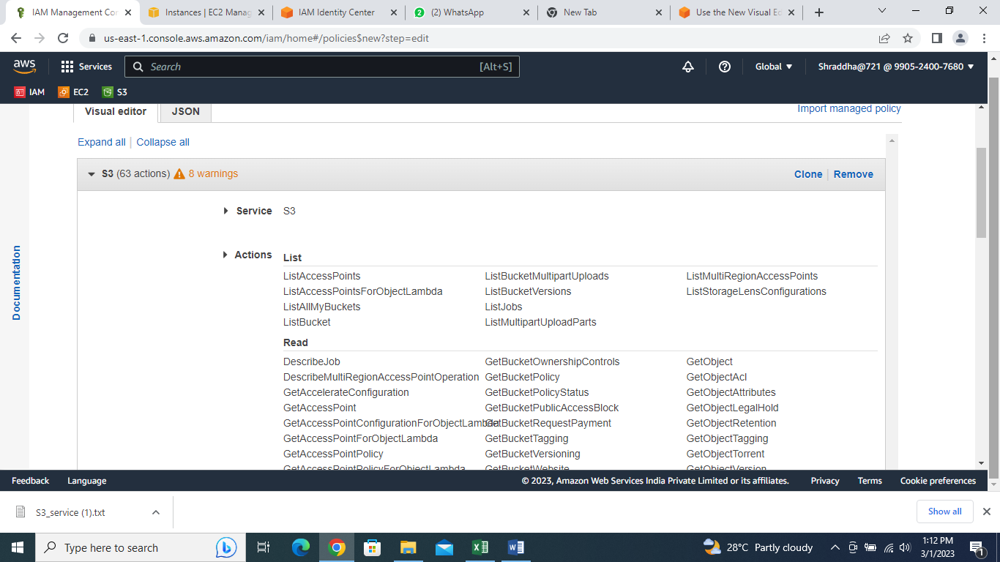 IAM Management Con
Instances | EC2 Manag
IAM Identity Center
2 (2) WhatsApp
New Tab
Use the New Visual Ed
us-east-1.console.aws.amazon.com/iam/home#/policies$new?step=edit
aws
Services
Search [Alt+S]
Global
Shraddha@721 @ 9905-2400-7680
IAM EC2 S3
Visual editor JSON Import managed policy
Expand all | Collapse all
S3 (63 actions) 8 warnings Clone | Remove
Service S3
Documentation
Actions List
ListAccessPoints ListBucketMultipartUploads ListMultiRegionAccessPoints
ListAccessPointsForObjectLambda ListBucketVersions ListStorageLensConfigurations
ListAllMyBuckets ListJobs
ListBucket ListMultipartUploadParts
Read
DescribeJob GetBucketOwnershipControls GetObject
DescribeMultiRegionAccessPointOperation GetBucketPolicy GetObjectAcl
GetAccelerateConfiguration GetBucketPolicyStatus GetObjectAttributes
GetAccessPoint GetBucketPublicAccessBlock GetObjectLegalHold
GetAccessPointConfigurationForObjectLambda GetBucketRequestPayment GetObjectRetention
GetAccessPointForObjectLambda GetBucketTagging GetObjectTagging
GetAccessPointPolicy GetBucketVersioning GetObjectTorrent
GetAccessPointPolicyForObjectLambda GetBucketWebsite GetObjectVersion
Feedback Language © 2023, Amazon Web Services India Private Limited or its affiliates. Privacy Terms Cookie preferences
S3_service (1).txt Show all
Type here to search
28°C Partly cloudy
1:12 PM
3/1/2023
1